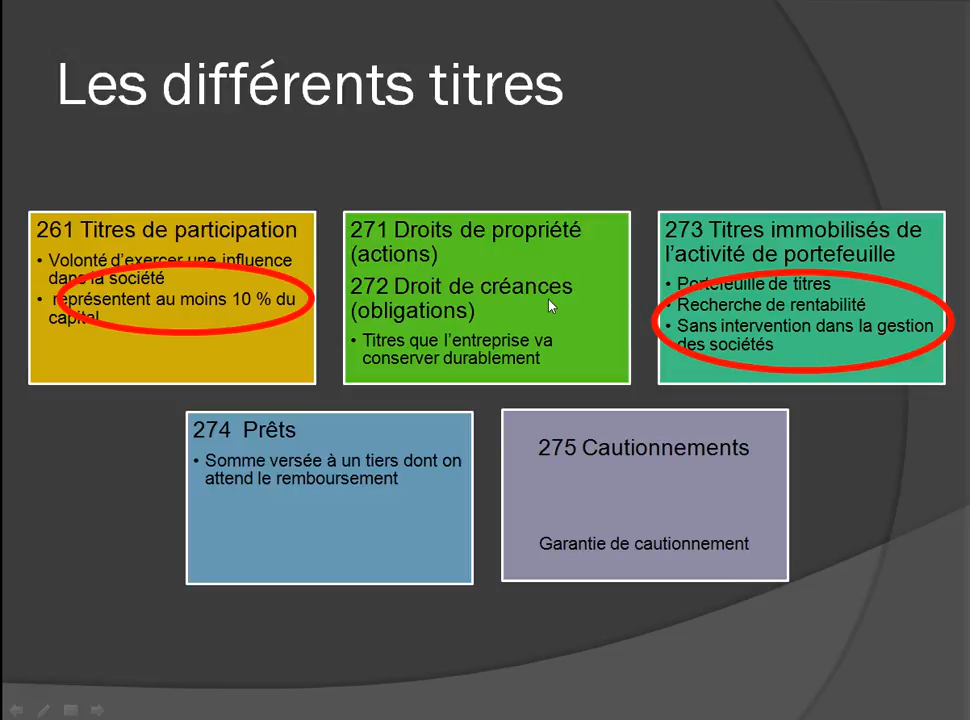 Les différents titres
261 Titres de participation
• Volonté d'exercer une influence
dans la société
• représentent au moins 10 % du
capital
271 Droits de propriété
(actions)
272 Droit de créances
(obligations)
• Titres que l'entreprise va
conserver durablement
273 Titres immobilisés de
l'activité de portefeuille
• Portefeuille de titres
• Recherche de rentabilité
• Sans intervention dans la gestion
des sociétés
274 Prêts
• Somme versée à un tiers dont on
attend le remboursement
275 Cautionnements
Garantie de cautionnement